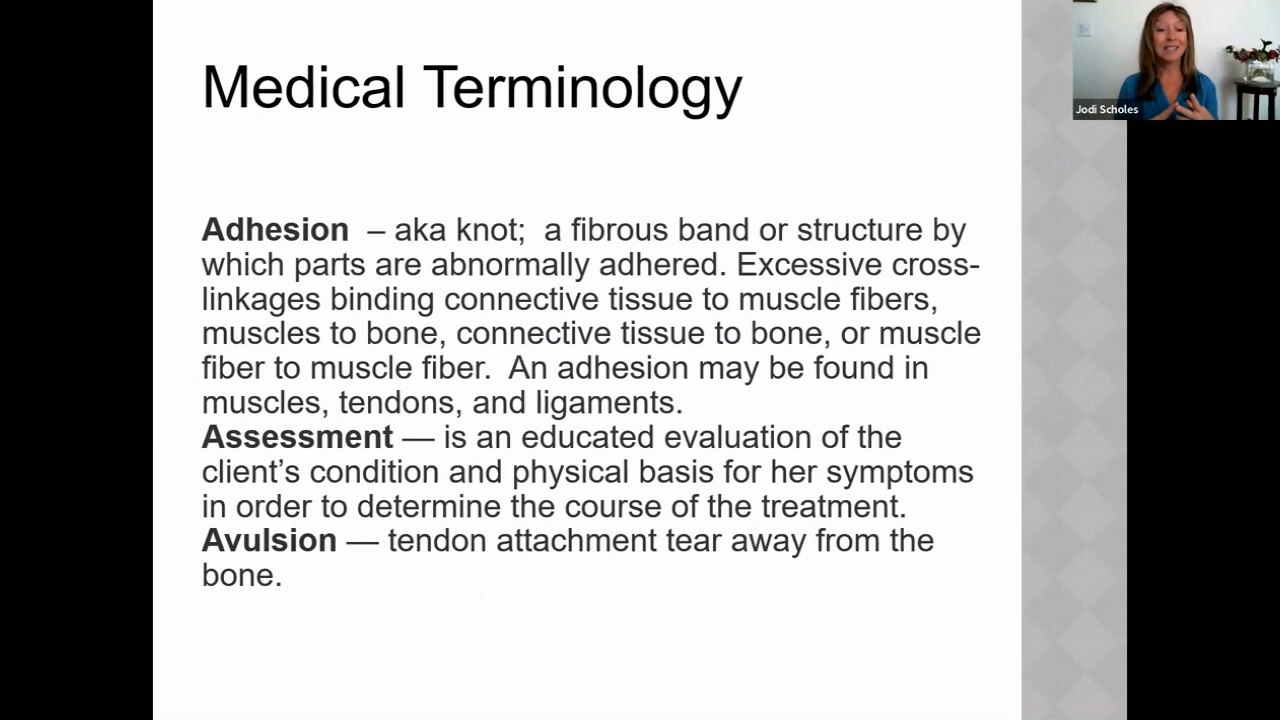 Medical Terminology
Jodi Scholes
Adhesion – aka knot; a fibrous band or structure by
which parts are abnormally adhered. Excessive cross-
linkages binding connective tissue to muscle fibers,
muscles to bone, connective tissue to bone, or muscle
fiber to muscle fiber. An adhesion may be found in
muscles, tendons, and ligaments.
Assessment — is an educated evaluation of the
client’s condition and physical basis for her symptoms
in order to determine the course of the treatment.
Avulsion — tendon attachment tear away from the
bone.